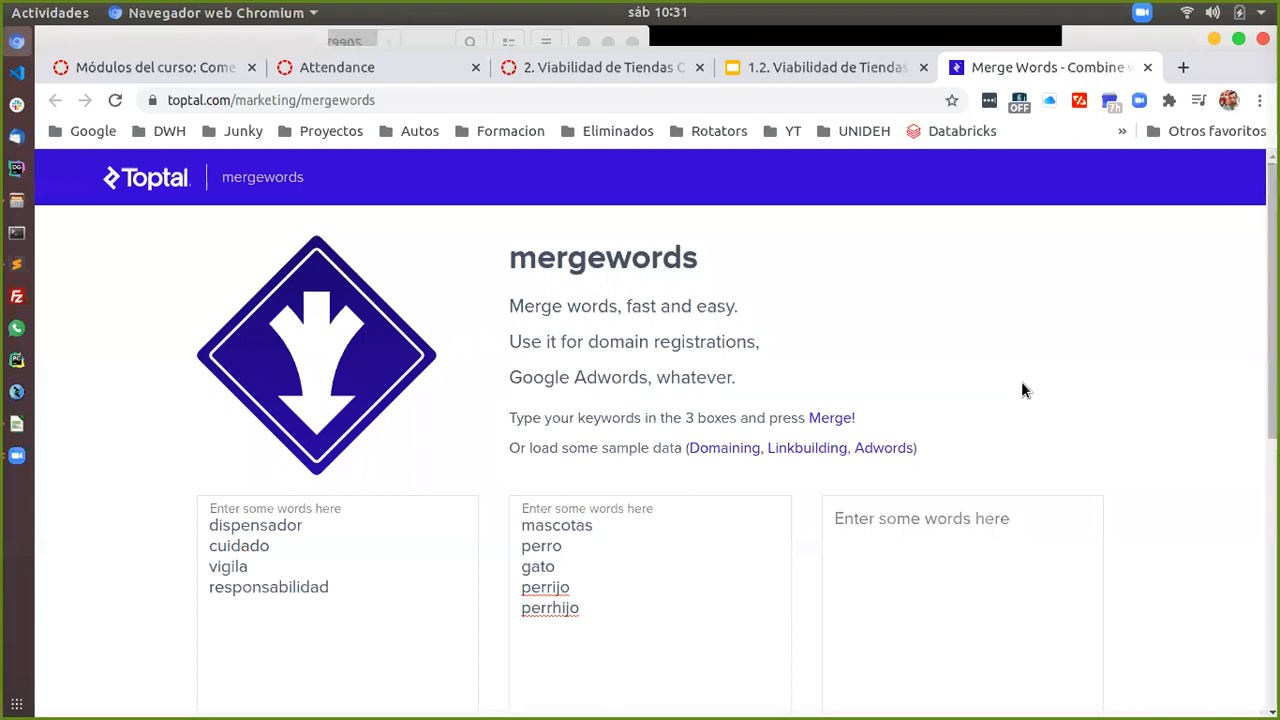 Actividades Navegador web Chromium sáb 10:31
79905
Módulos del curso: Come Attendance 2. Viabilidad de Tiendas C 1.2. Viabilidad de Tiendas Merge Words - Combine w
toptal.com/marketing/mergewords OFF 7h
Google DWH Junky Proyectos Autos Formacion Eliminados Rotators YT UNIDEH Databricks » Otros favoritos
Toptal mergewords
mergewords
Merge words, fast and easy.
Use it for domain registrations,
Google Adwords, whatever.
Type your keywords in the 3 boxes and press Merge!
Or load some sample data (Domaining, Linkbuilding, Adwords)
Enter some words here
dispensador
cuidado
vigila
responsabilidad
Enter some words here
mascotas
perro
gato
perrijo
perrhijo
Enter some words here